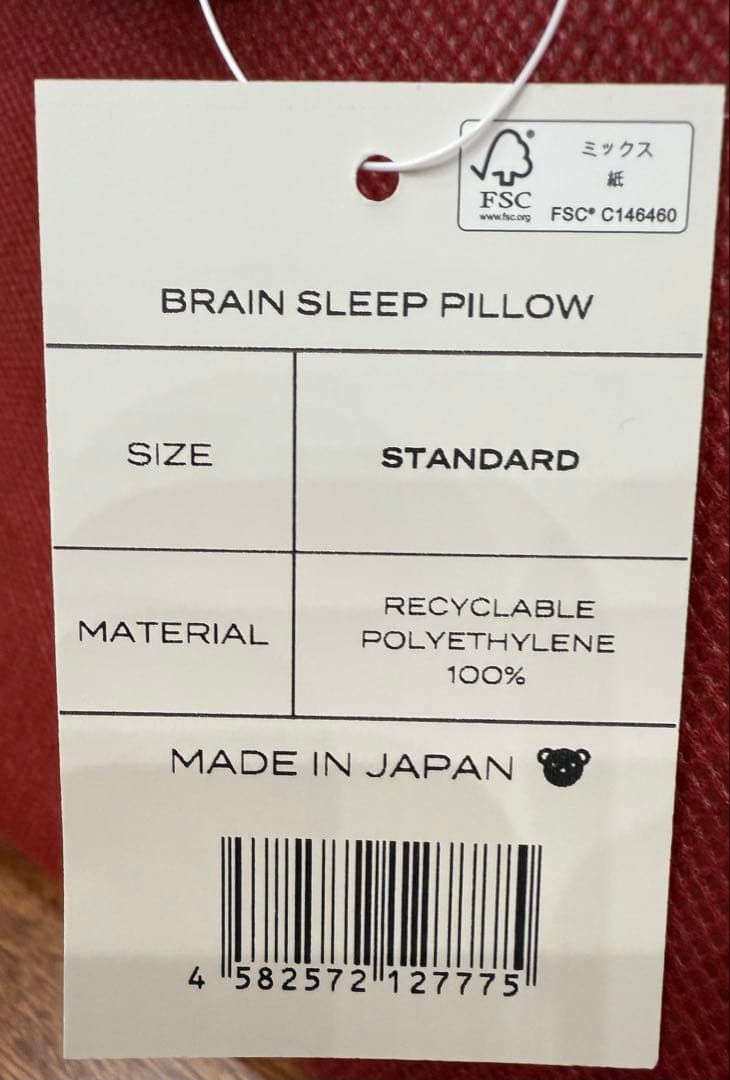 ミックス
紙
FSC® C146460
FSC®
www.fsc.org
BRAIN SLEEP PILLOW
SIZE
STANDARD
MATERIAL
RECYCLABLE
POLYETHYLENE
100%
MADE IN JAPAN
4 582572 127775